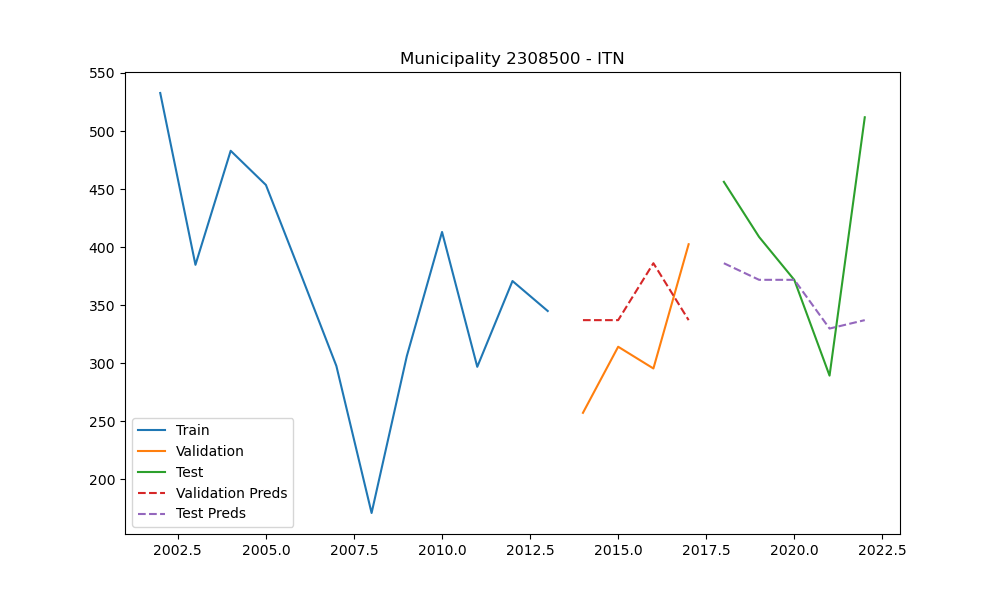 Municipality 2308500 - ITN
550
500
450
400
350
300
250
200
Train
Validation
Test
Validation Preds
Test Preds
2002.5 2005.0 2007.5 2010.0 2012.5 2015.0 2017.5 2020.0 2022.5